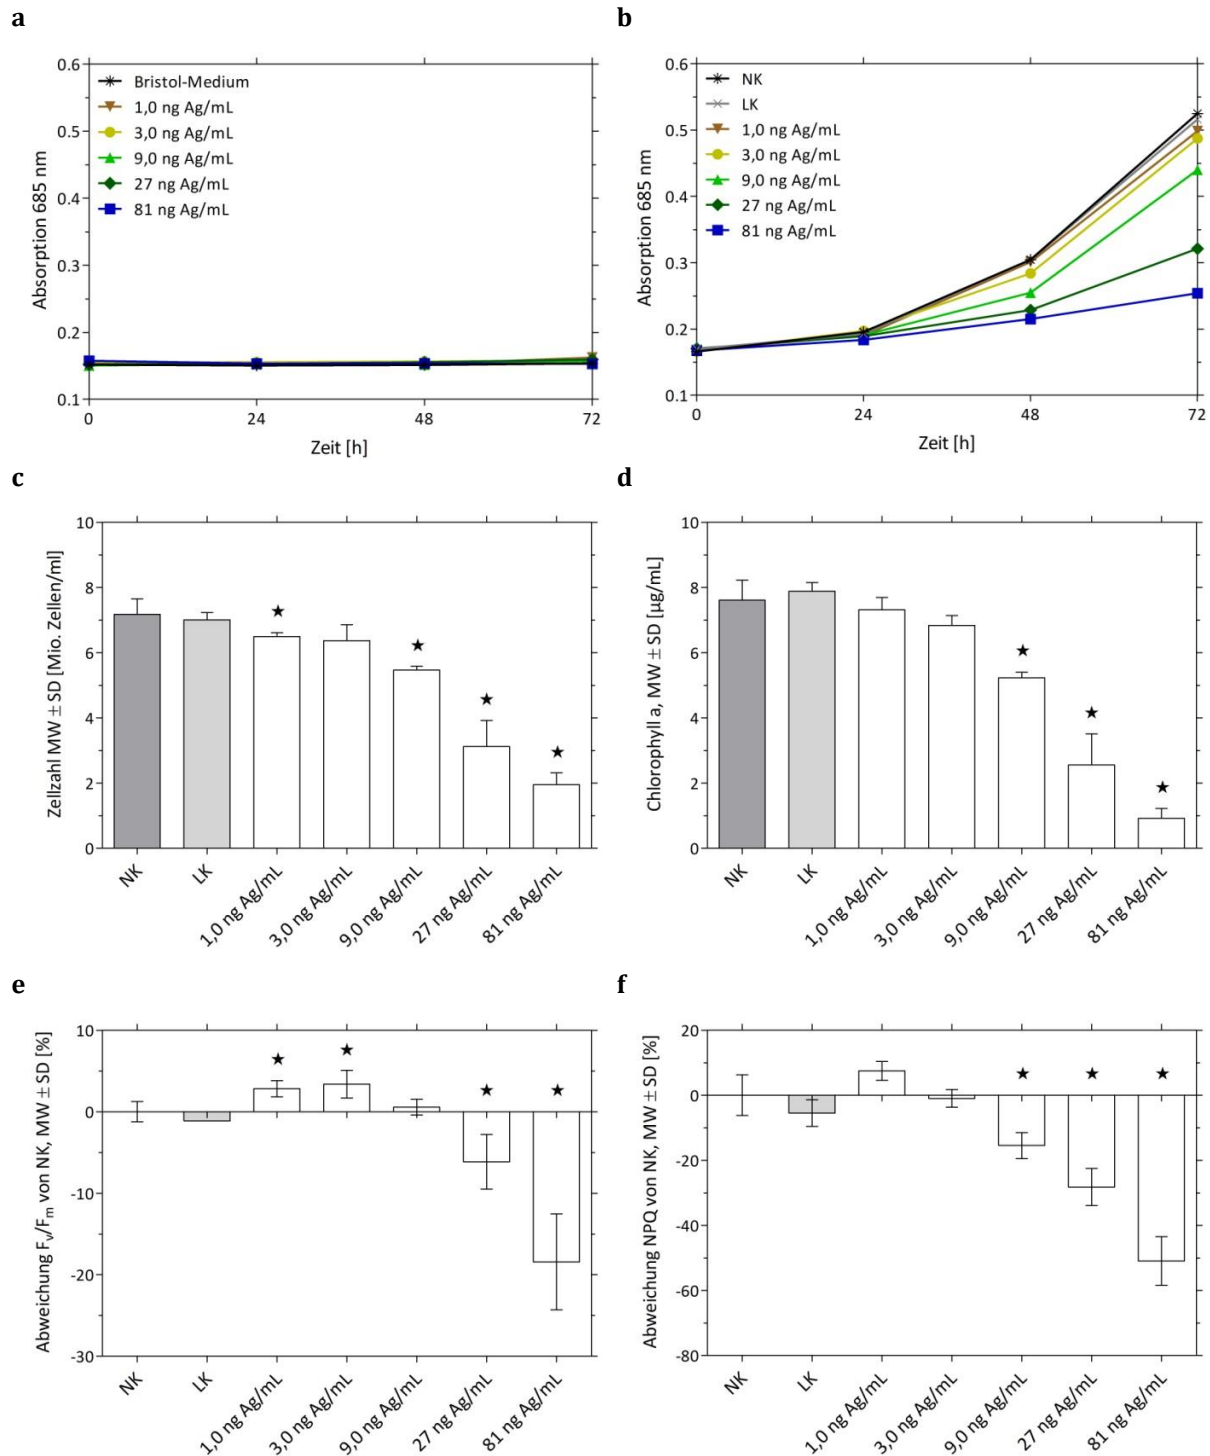 a
0.6
0.5
0.4
0.3
0.2
0.1
Absorption 685 nm
Bristol-Medium
1,0 ng Ag/mL
3,0 ng Ag/mL
9,0 ng Ag/mL
27 ng Ag/mL
81 ng Ag/mL
0 24 48 72
Zeit [h]
b
0.6
0.5
0.4
0.3
0.2
0.1
Absorption 685 nm
NK
LK
1,0 ng Ag/mL
3,0 ng Ag/mL
9,0 ng Ag/mL
27 ng Ag/mL
81 ng Ag/mL
0 24 48 72
Zeit [h]
c
10
8
6
4
2
0
Zellzahl MW ± SD [Mio. Zellen/ml]
★
★
★
★
NK
LK
1,0 ng Ag/mL
3,0 ng Ag/mL
9,0 ng Ag/mL
27 ng Ag/mL
81 ng Ag/mL
d
10
8
6
4
2
0
Chlorophyll a, MW ± SD [µg/mL]
★
★
★
NK
LK
1,0 ng Ag/mL
3,0 ng Ag/mL
9,0 ng Ag/mL
27 ng Ag/mL
81 ng Ag/mL
e
10
0
-10
-20
-30
Abweichung Fv/Fm von NK, MW ± SD [%]
★
★
★
★
NK
LK
1,0 ng Ag/mL
3,0 ng Ag/mL
9,0 ng Ag/mL
27 ng Ag/mL
81 ng Ag/mL
f
20
0
-20
-40
-60
-80
Abweichung NPQ von NK, MW ± SD [%]
★
★
★
NK
LK
1,0 ng Ag/mL
3,0 ng Ag/mL
9,0 ng Ag/mL
27 ng Ag/mL
81 ng Ag/mL